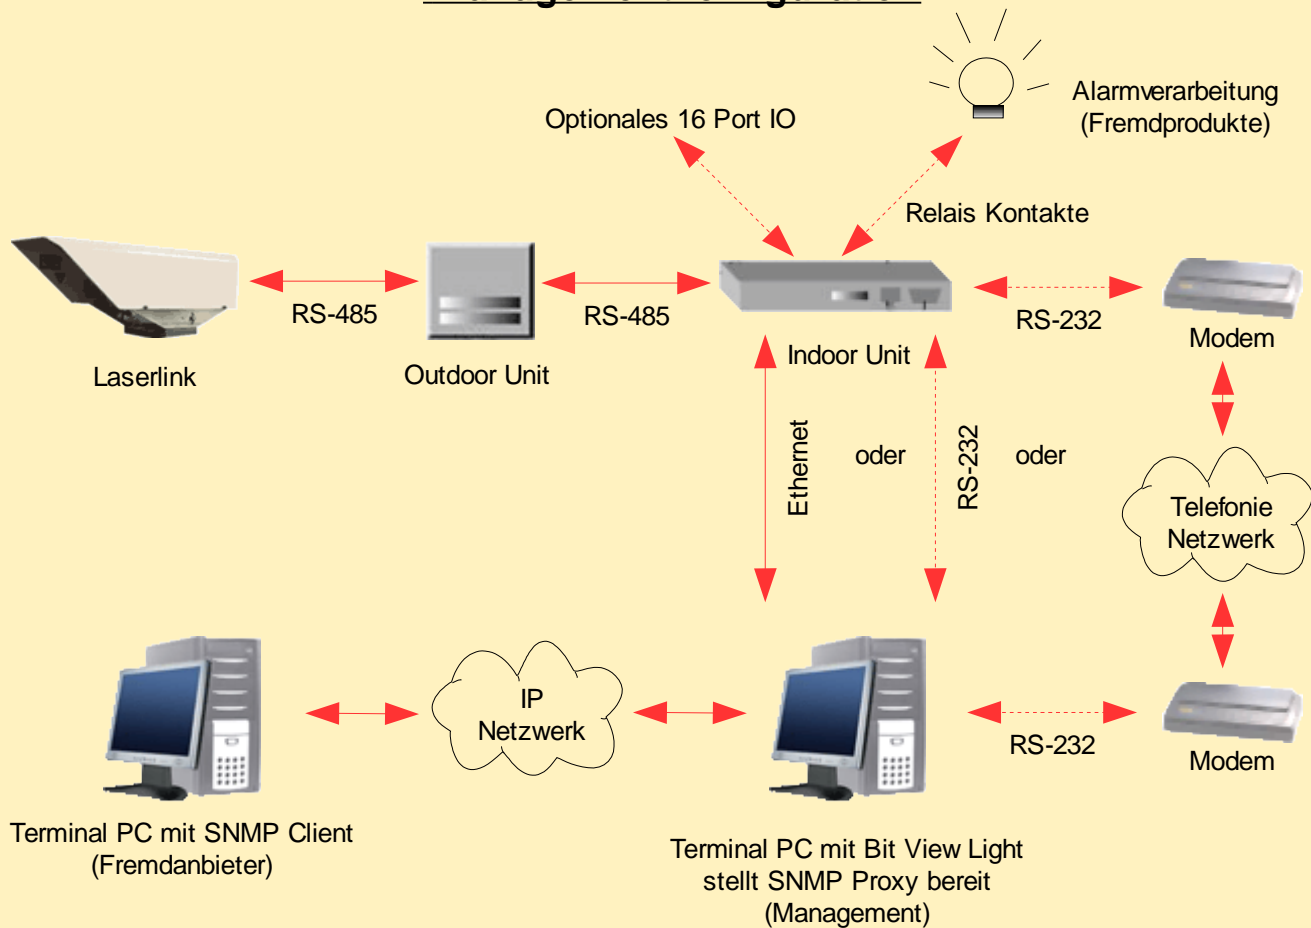 Optionales 16 Port IO
Alarmverarbeitung
(Fremdprodukte)
Relais Kontakte
RS-485
RS-485
RS-232
Laserlink
Outdoor Unit
Indoor Unit
Modem
Ethernet
oder
RS-232
oder
Telefonie
Netzwerk
IP
Netzwerk
RS-232
Modem
Terminal PC mit SNMP Client
(Fremdanbieter)
Terminal PC mit Bit View Light
stellt SNMP Proxy bereit
(Management)